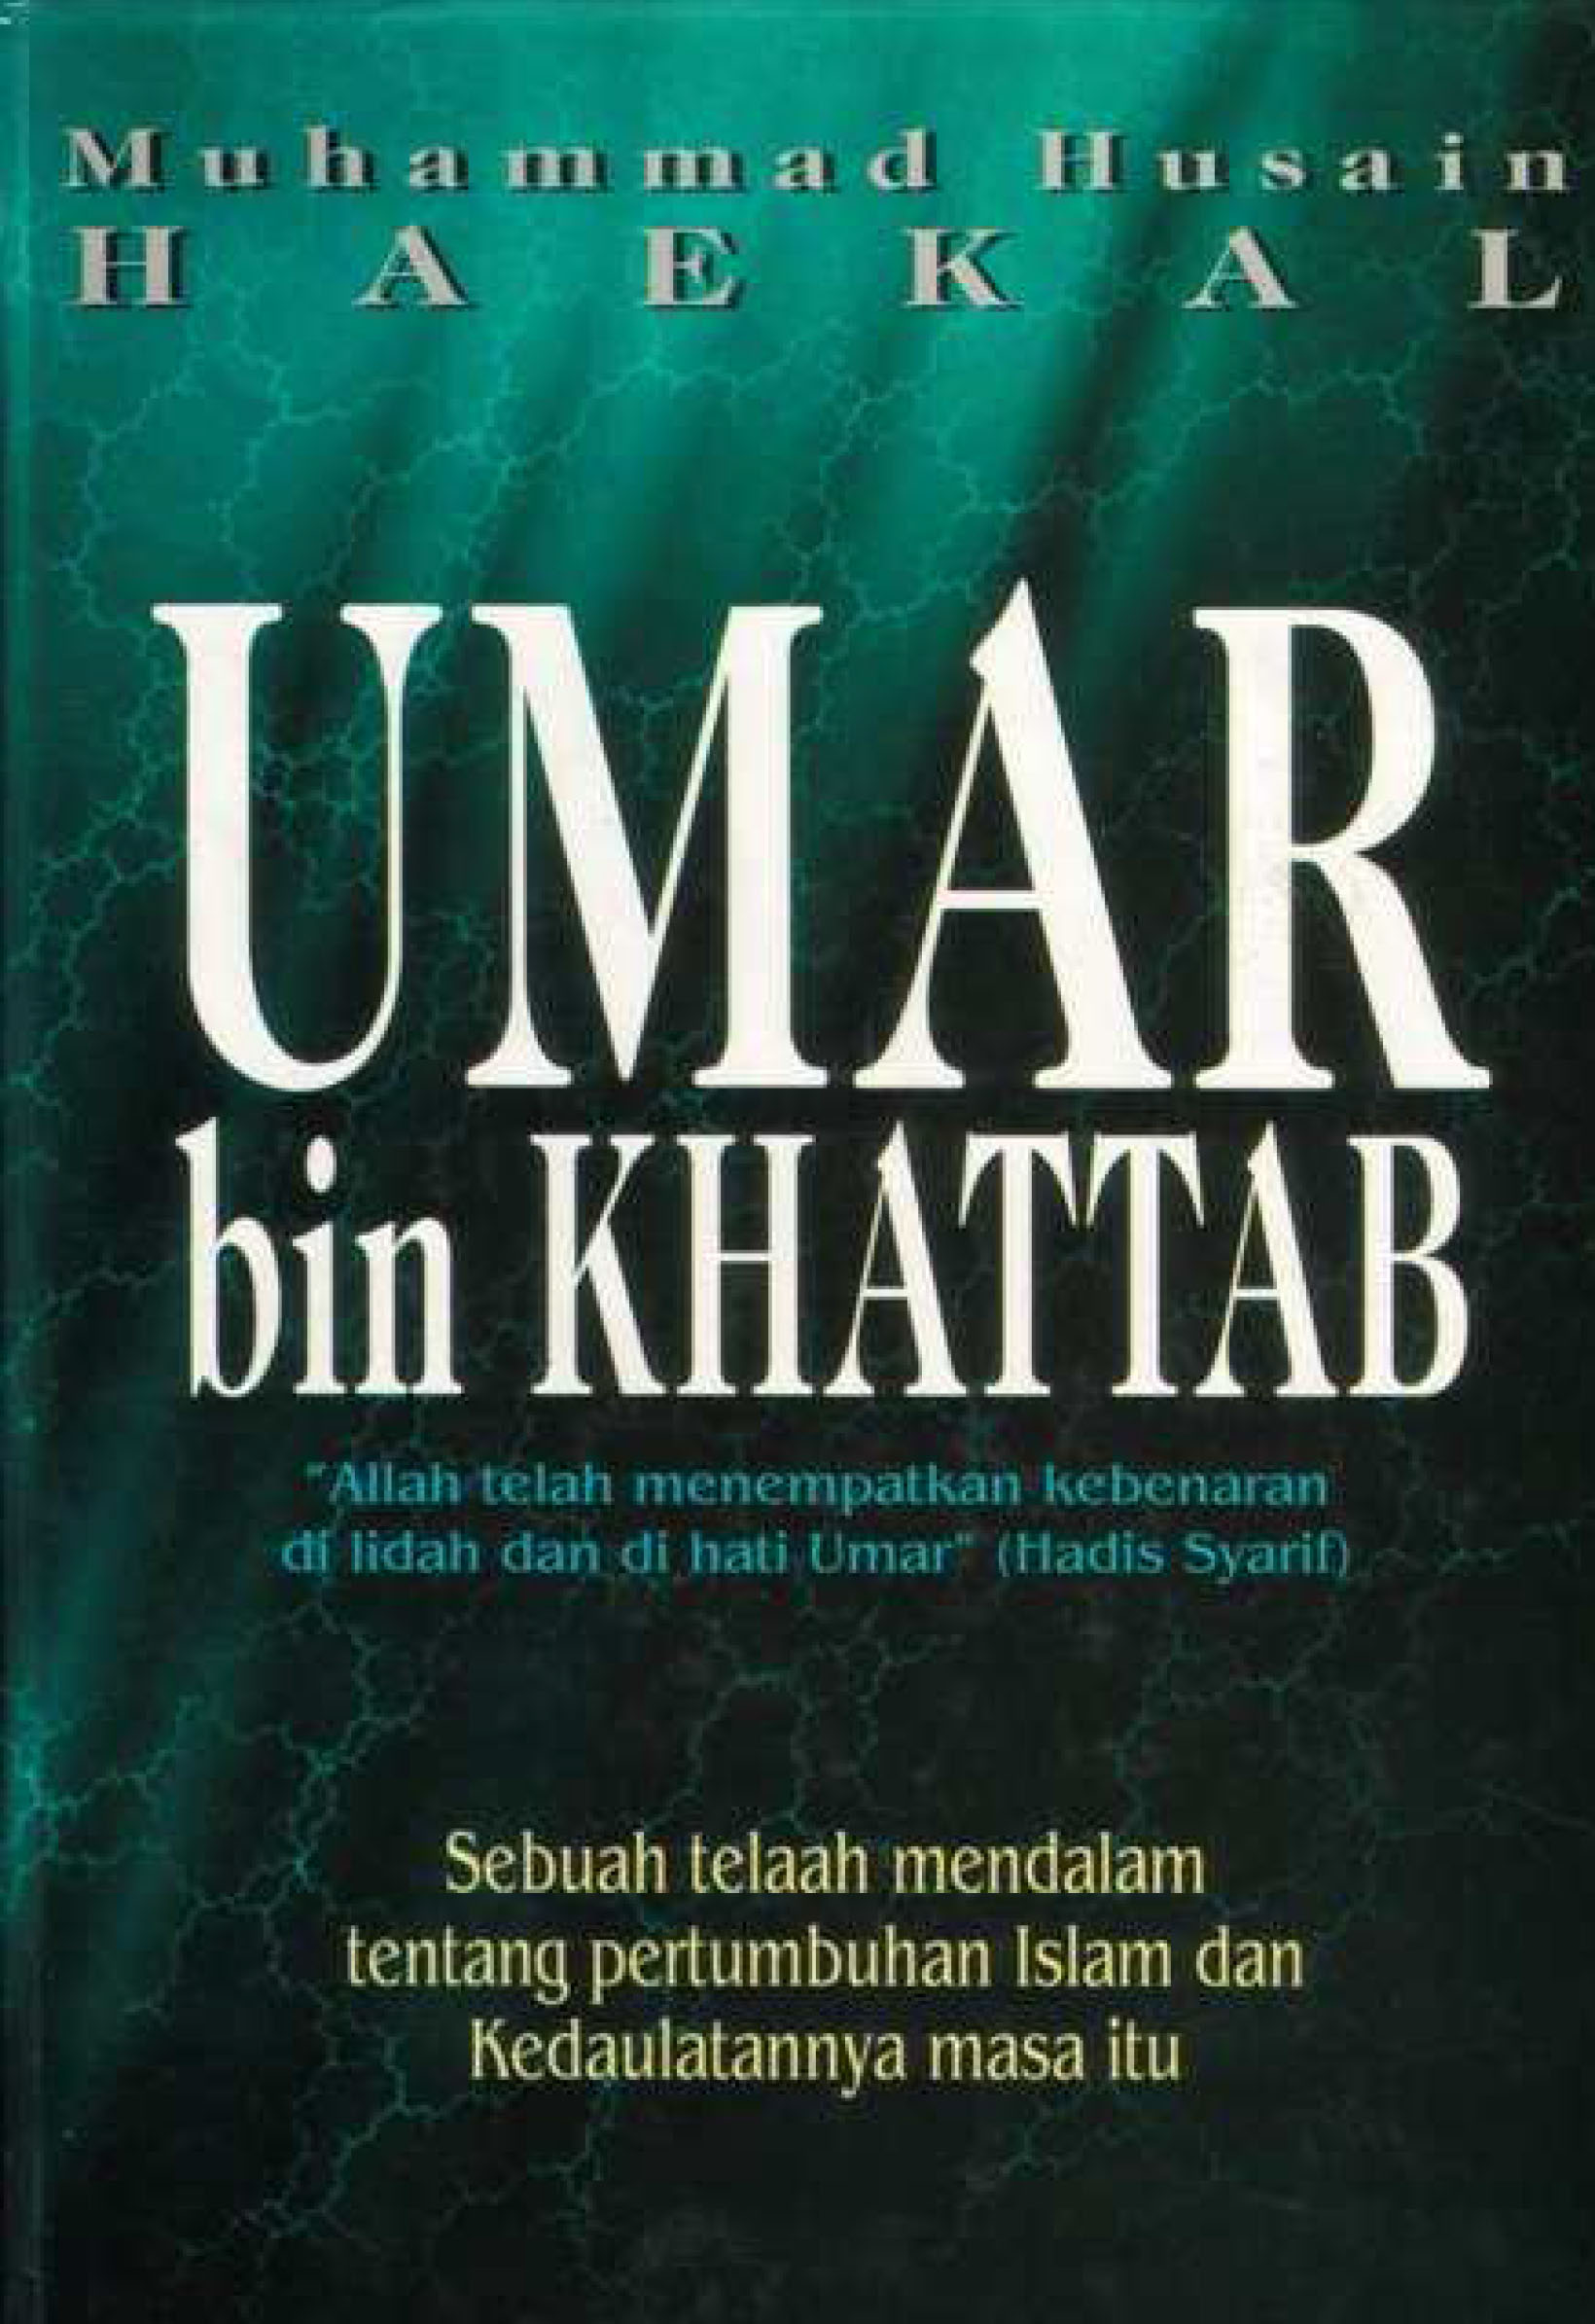 Muhammad Husain
HAEKAL
UMAR
bin KHATTAB
"Allah telah menempatkan kebenaran
di lidah dan di hati Umar" (Hadis Syarif)
Sebuah telaah mendalam
tentang pertumbuhan Islam dan
Kedaulatannya masa itu